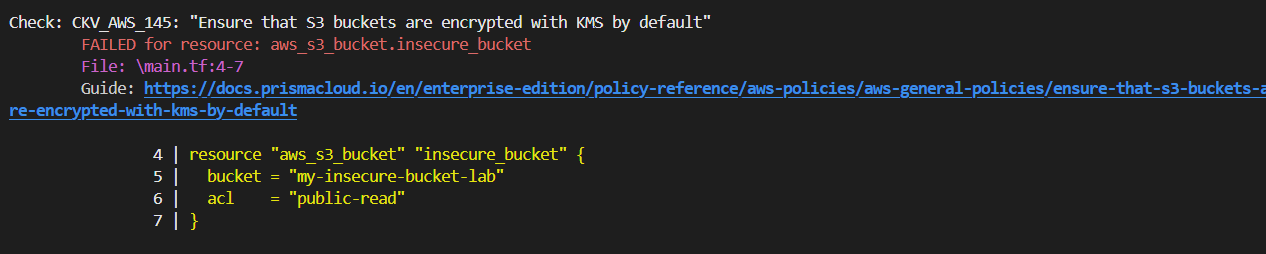 Check: CKV_AWS_145: "Ensure that S3 buckets are encrypted with KMS by default"
FAILED for resource: aws_s3_bucket.insecure_bucket
File: \main.tf:4-7
Guide: https://docs.prismacloud.io/en/enterprise-edition/policy-reference/aws-policies/aws-general-policies/ensure-that-s3-buckets-a
re-encrypted-with-kms-by-default
4 | resource "aws_s3_bucket" "insecure_bucket" {
5 |   bucket = "my-insecure-bucket-lab"
6 |   acl    = "public-read"
7 | }